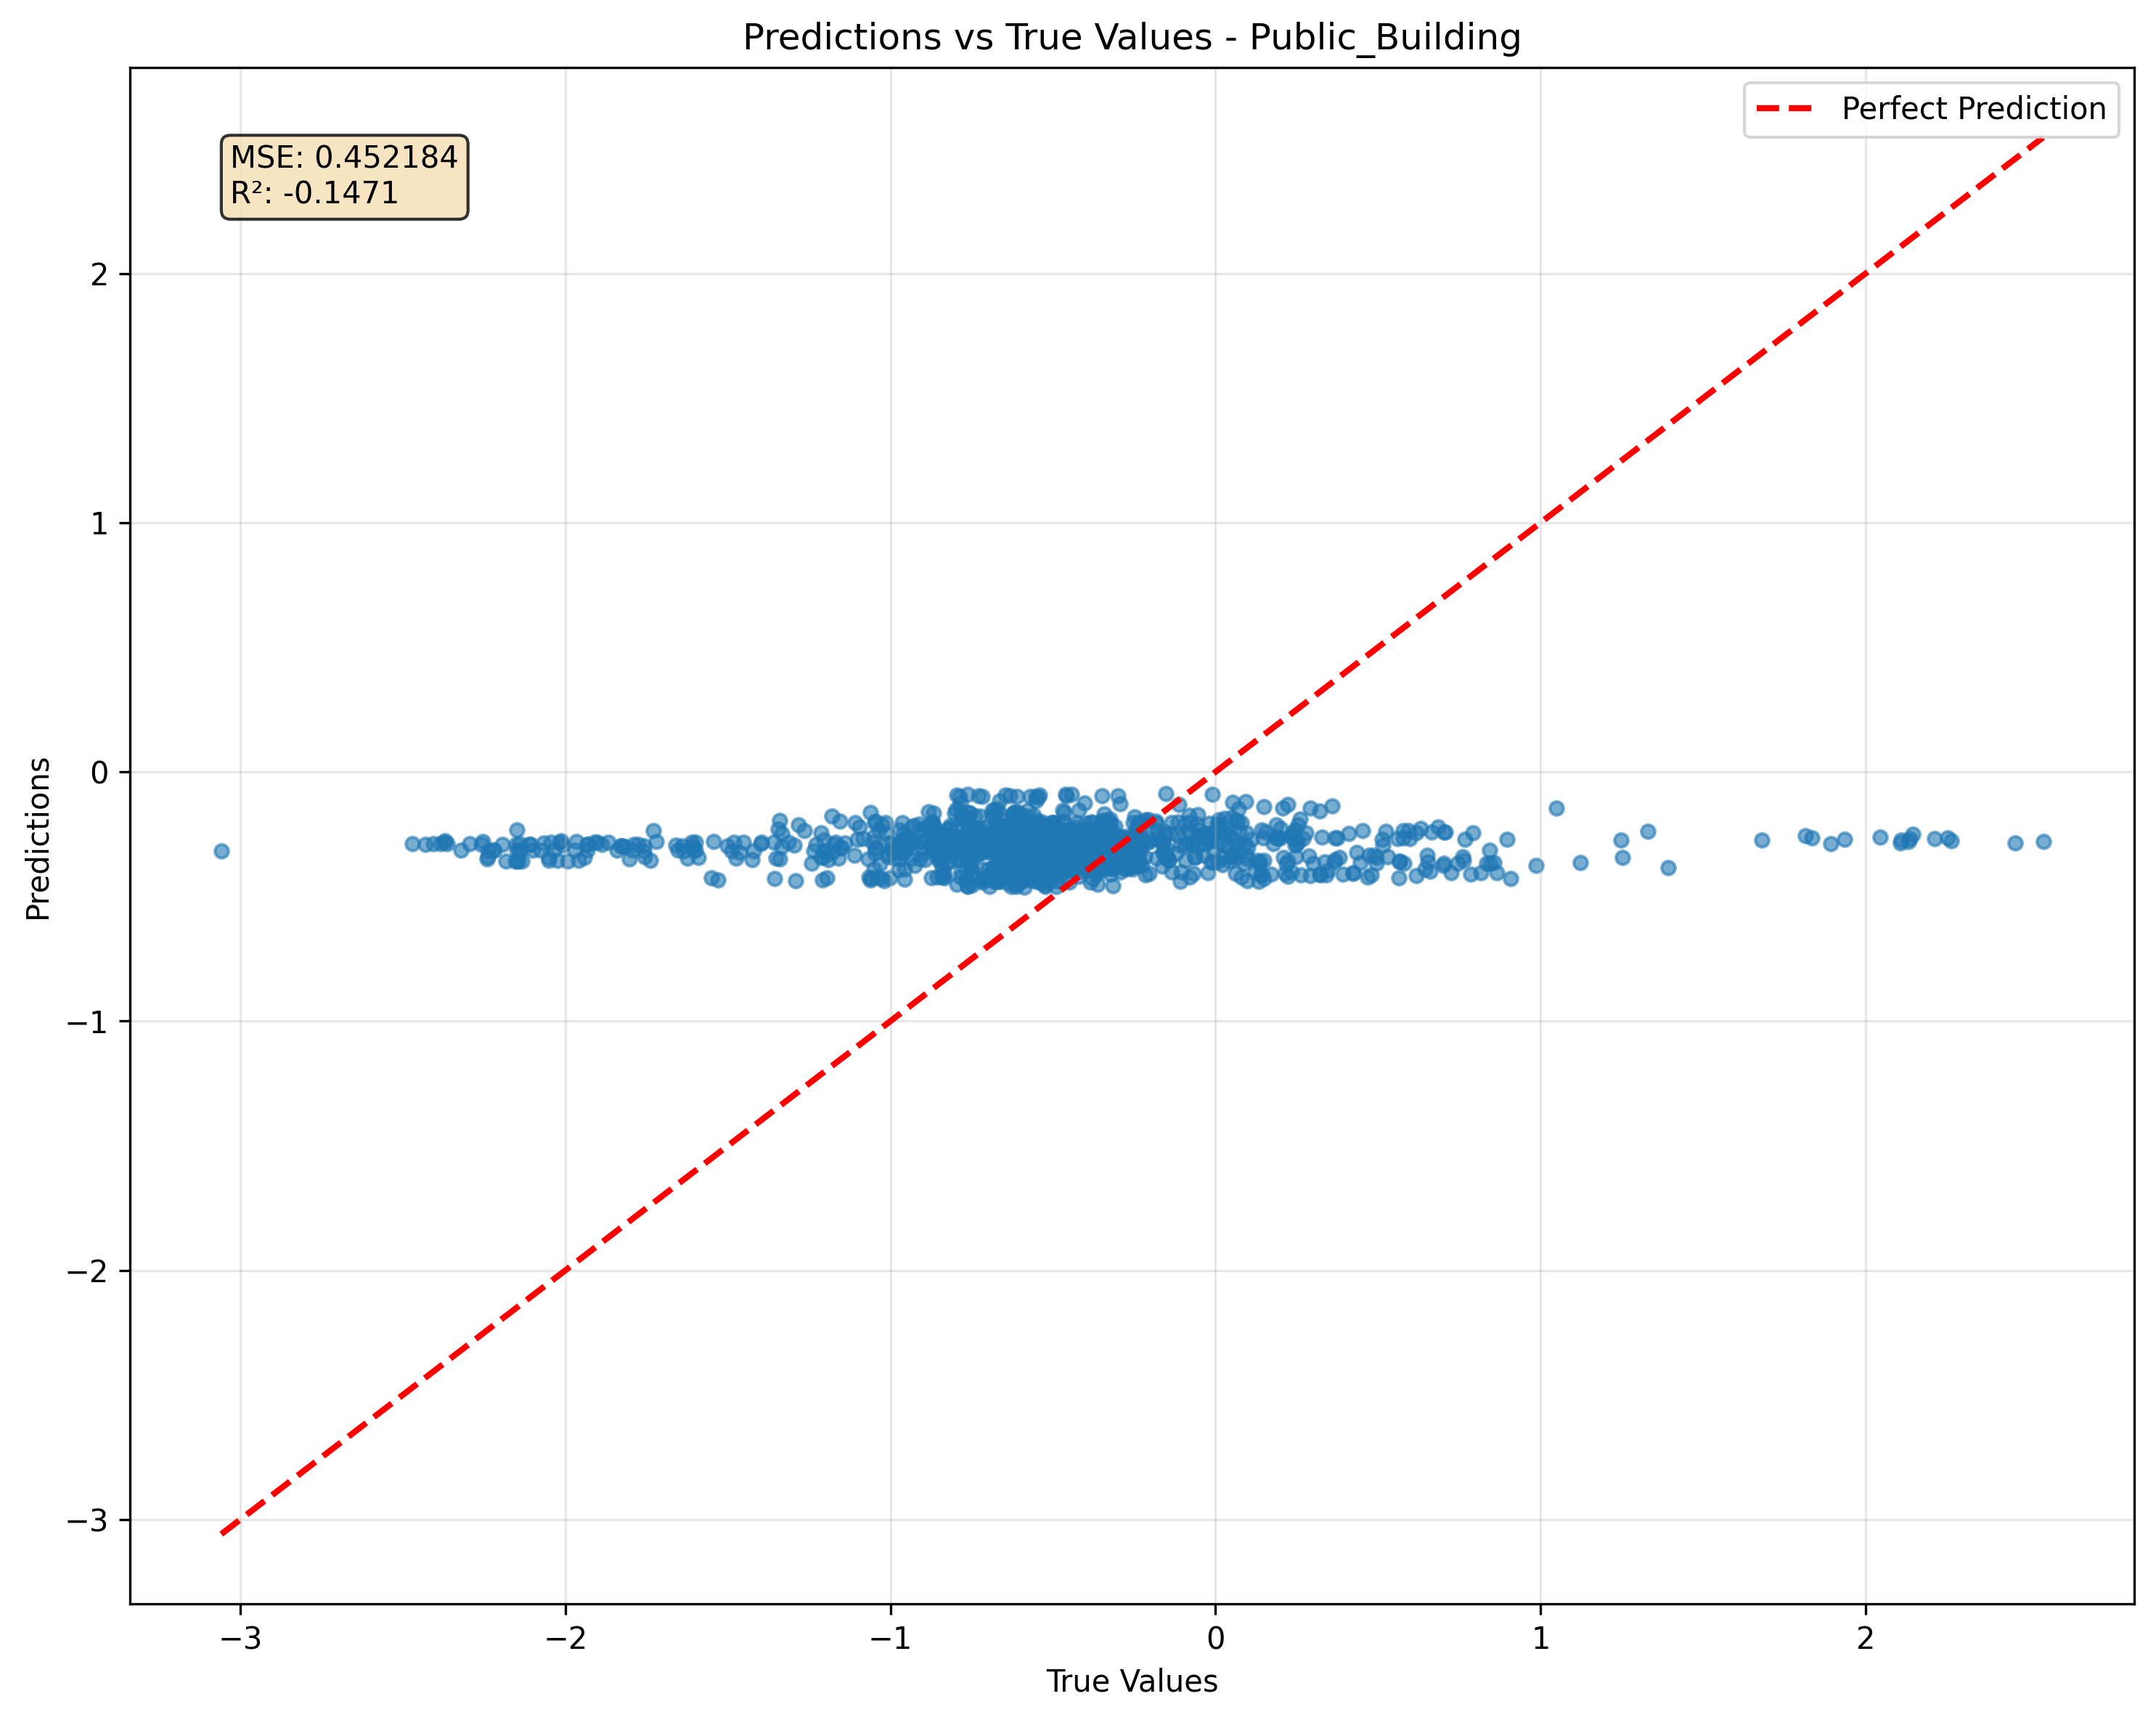 Predictions vs True Values - Public_Building
Perfect Prediction
MSE: 0.452184
R²: -0.1471
2
1
0
−1
−2
−3
Predictions
−3
−2
−1
0
1
2
True Values